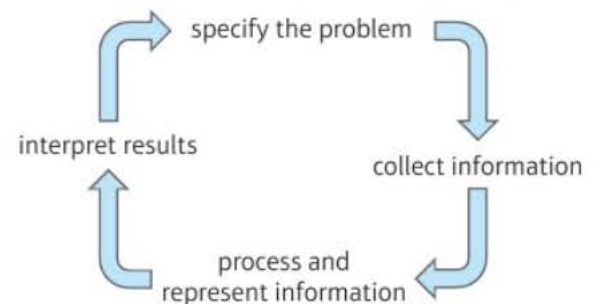 specify the problem
collect information
process and
represent information
interpret results